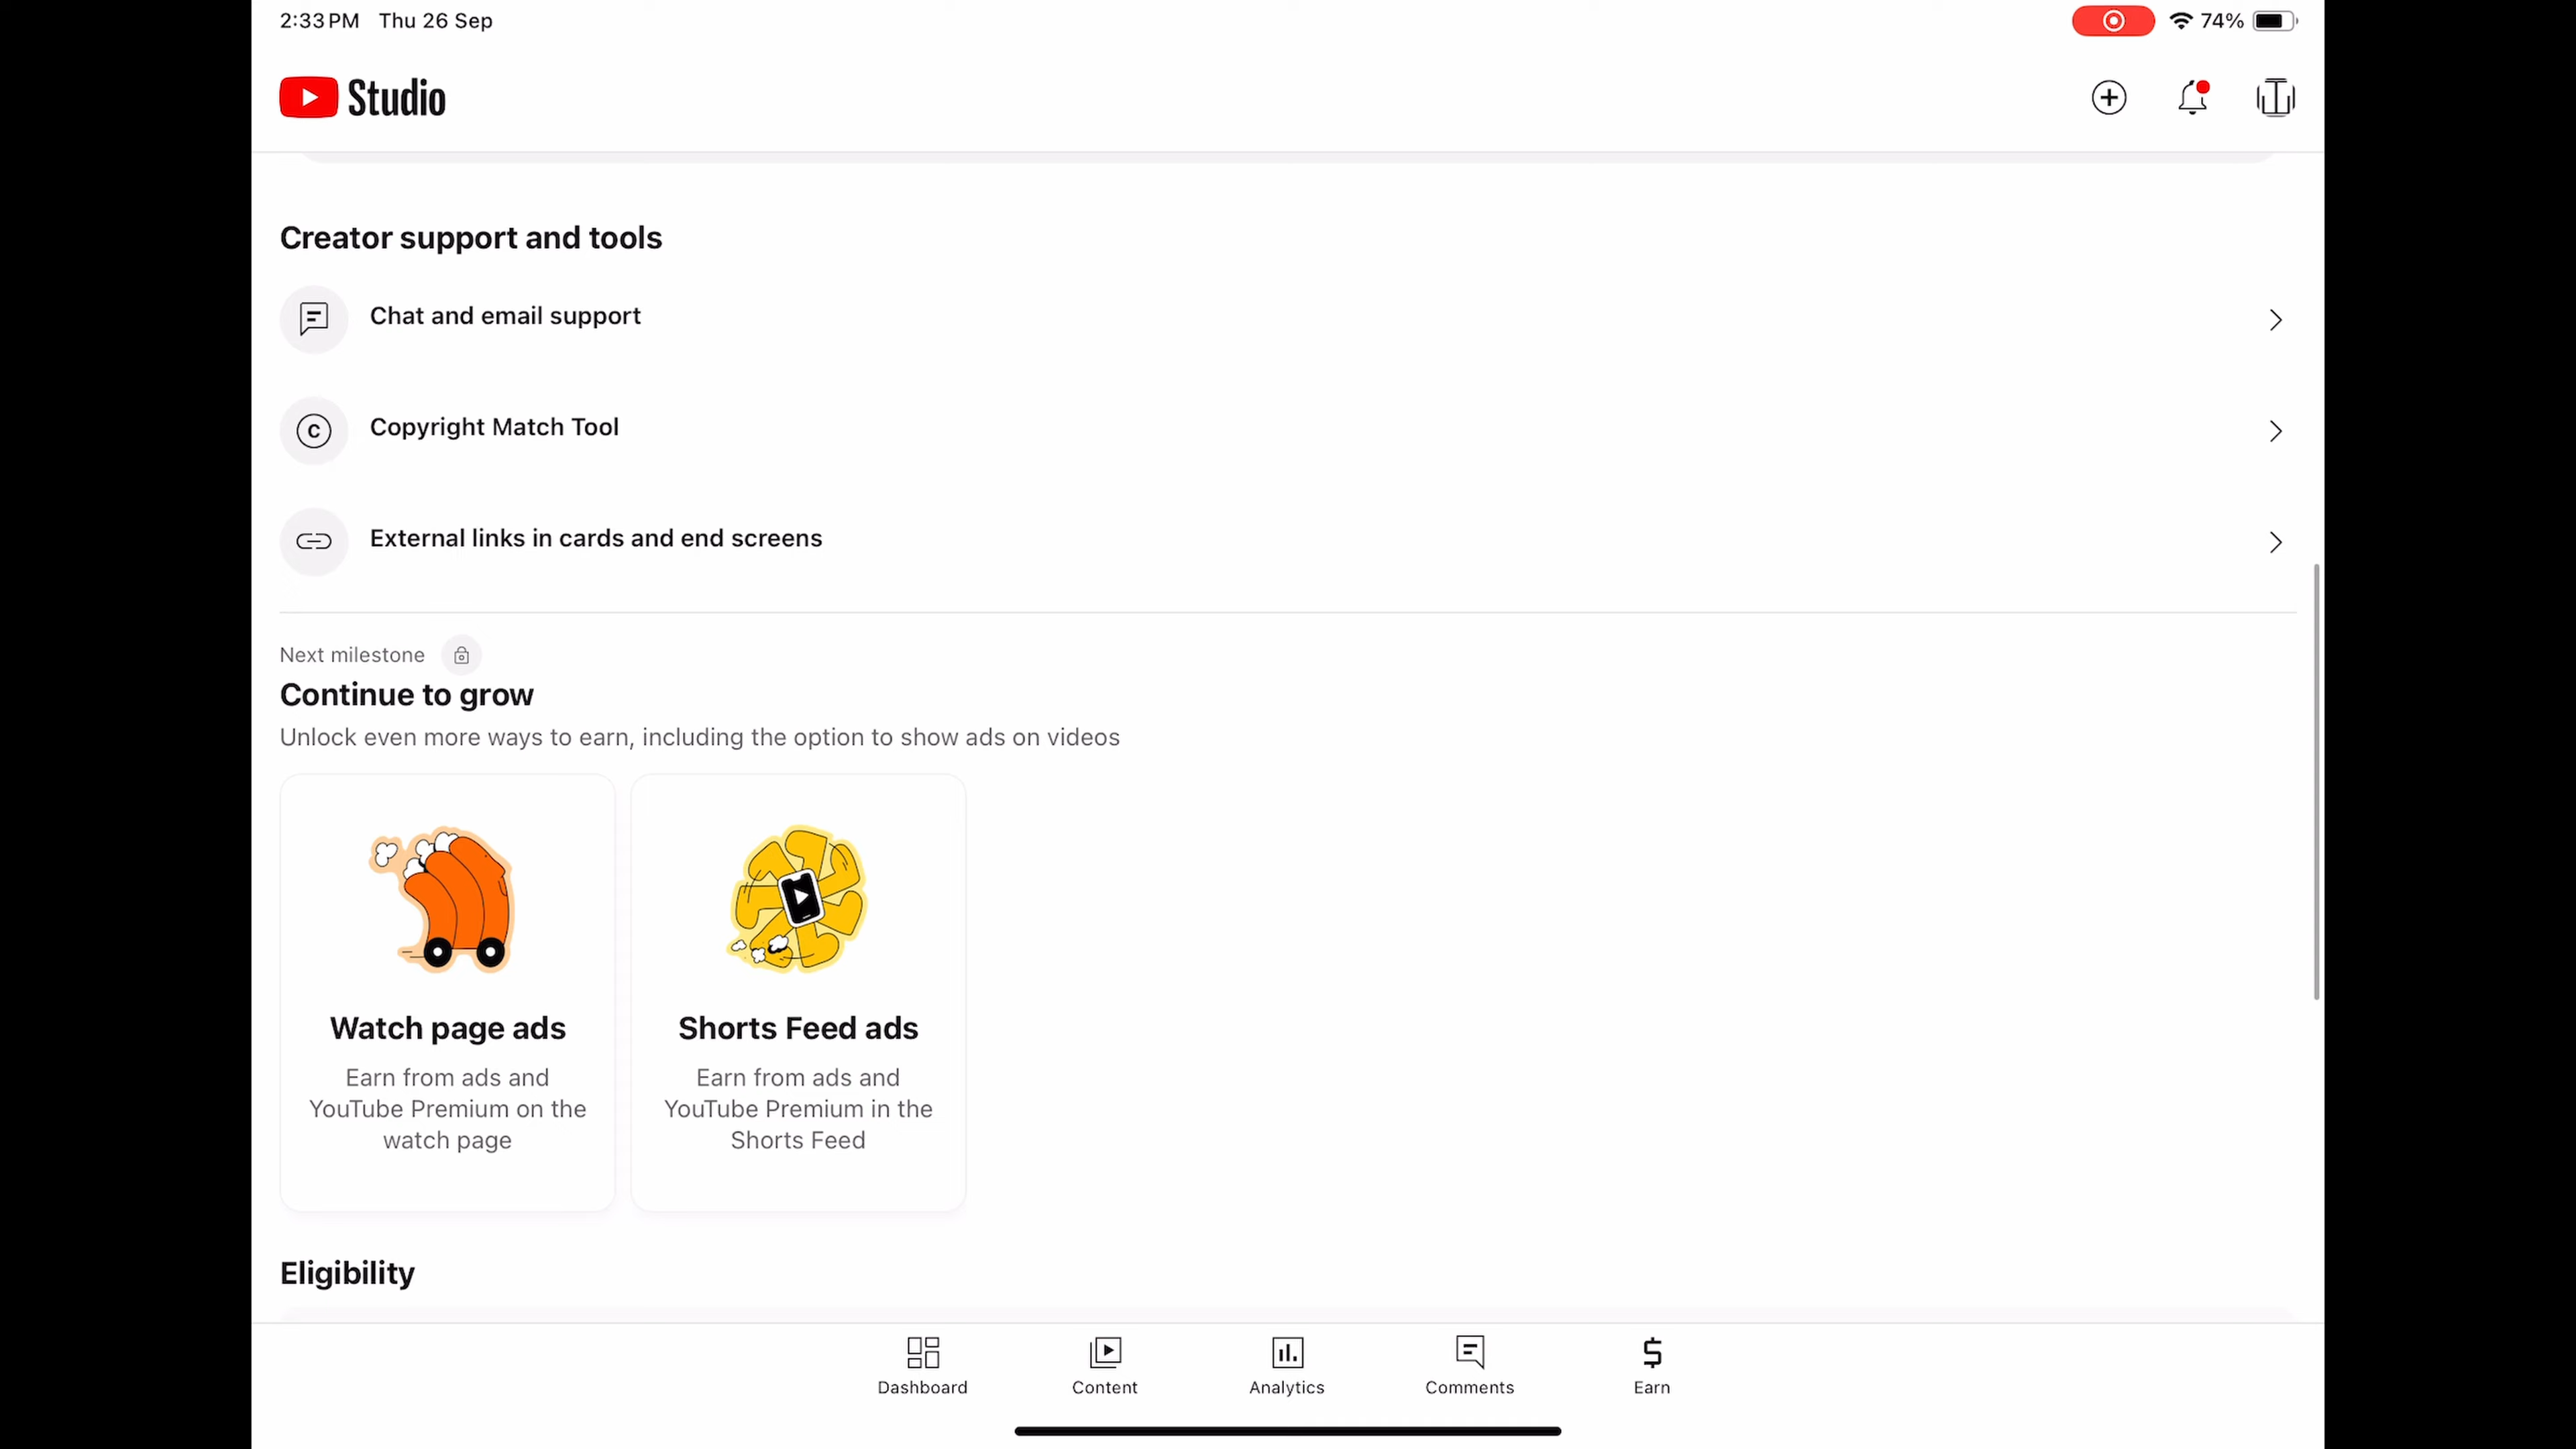 2:33 PM Thu 26 Sep
74%
Studio
Creator support and tools
Chat and email support
C
Copyright Match Tool
External links in cards and end screens
Next milestone
Continue to grow
Unlock even more ways to earn, including the option to show ads on videos
Watch page ads
Earn from ads and
YouTube Premium on the
watch page
Shorts Feed ads
Earn from ads and
YouTube Premium in the
Shorts Feed
Eligibility
Dashboard
Content
Analytics
Comments
$
Earn